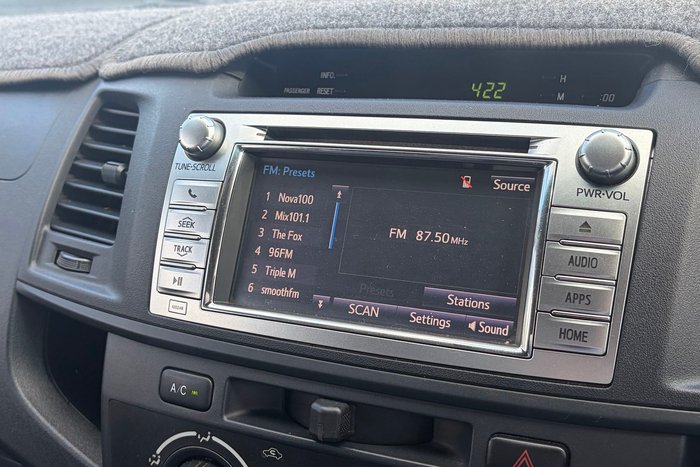 INFO.
PASSENGER RESET
4:22
H
M :00
TUNE•SCROLL
PWR•VOL
FM: Presets
Source
1 Nova100
2 Mix101.1
3 The Fox
4 96FM
5 Triple M
6 smoothfm
FM 87.50 MHz
Presets
Stations
SCAN
Settings
Sound
SEEK
TRACK
AUDIO
APPS
HOME
A/C